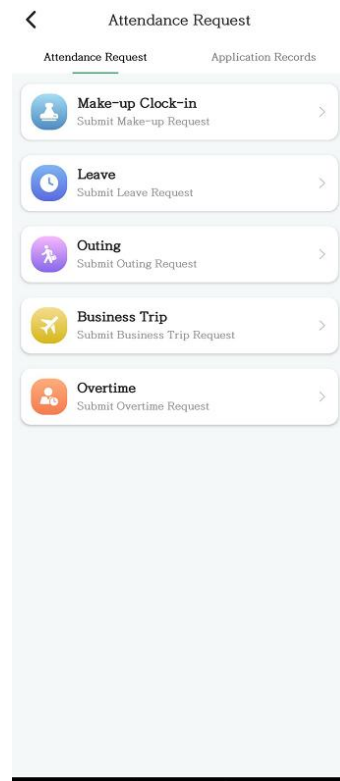 Attendance Request
Attendance Request
Application Records
Make-up Clock-in
Submit Make-up Request
Leave
Submit Leave Request
Outing
Submit Outing Request
Business Trip
Submit Business Trip Request
Overtime
Submit Overtime Request